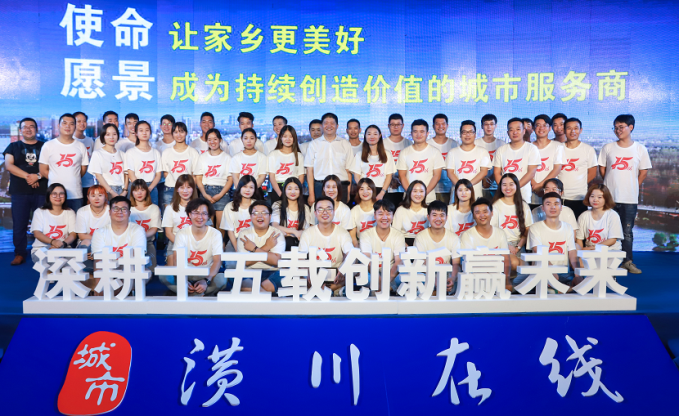 使命 让家乡更美好
愿景 成为持续创造价值的城市服务商
深耕十五载创新赢未来
城市 潢川在线